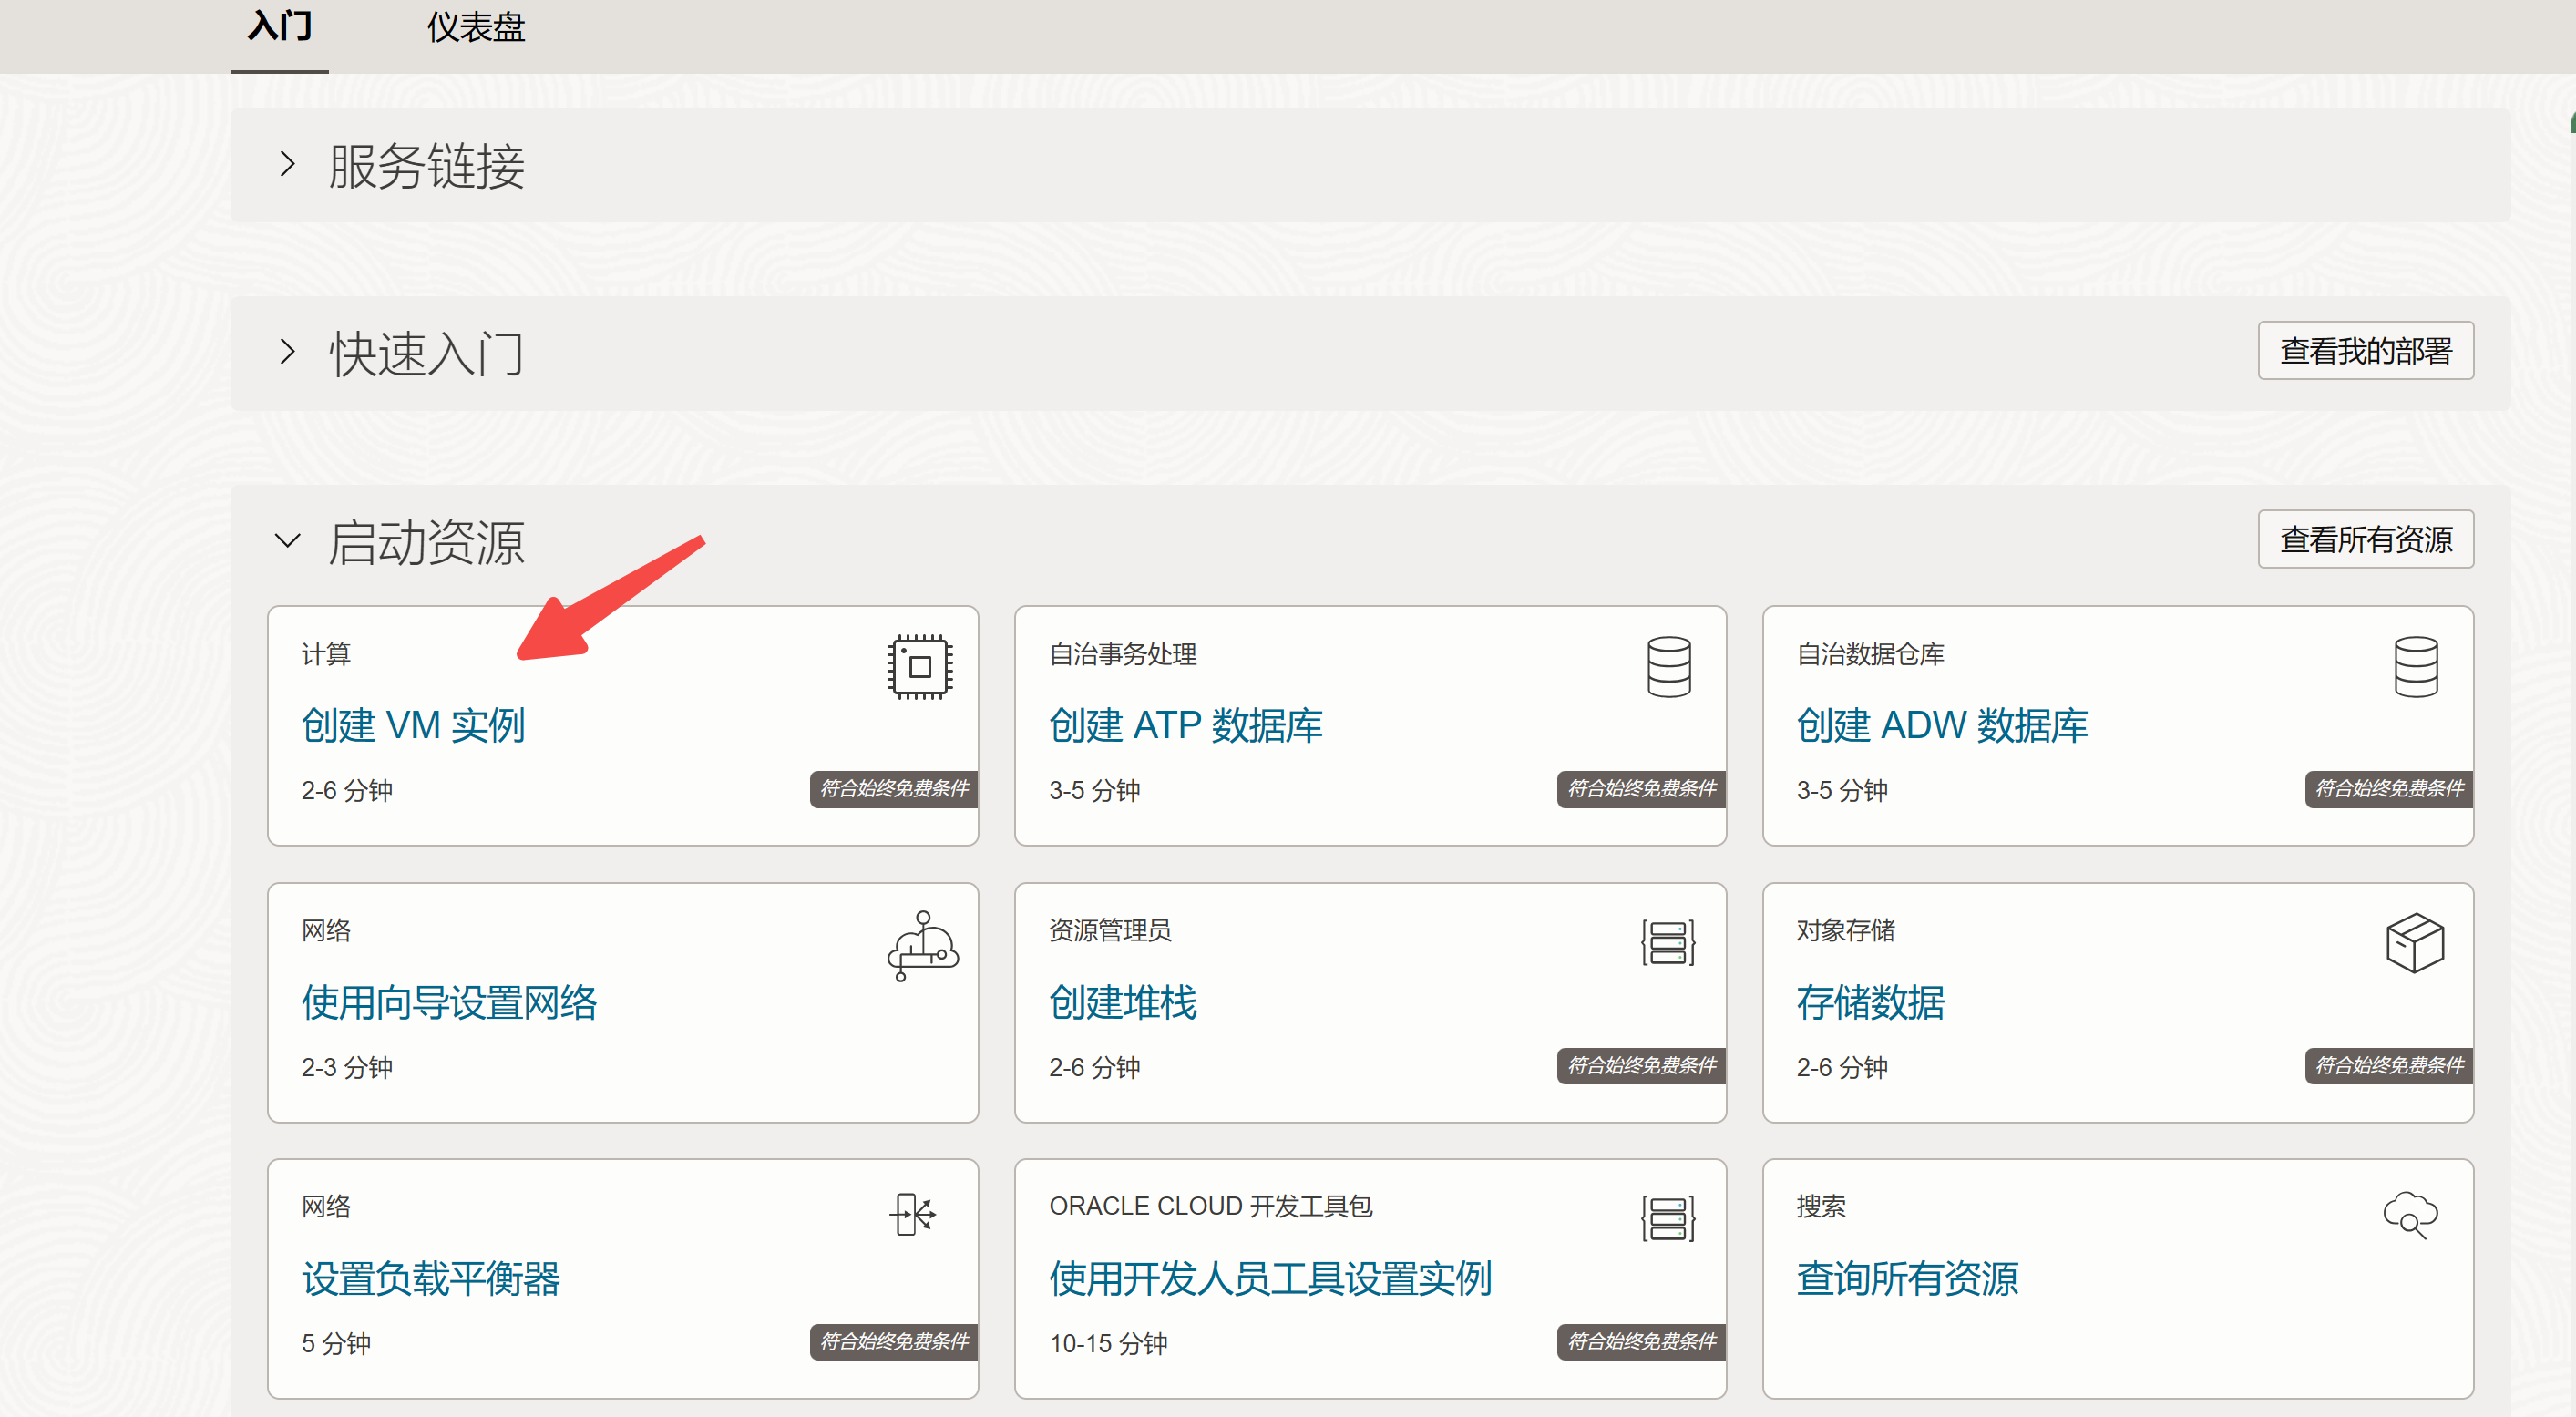 入门
仪表盘
服务链接
快速入门
查看我的部署
启动资源
查看所有资源
计算
创建 VM 实例
2-6 分钟
符合始终免费条件
自治事务处理
创建 ATP 数据库
3-5 分钟
符合始终免费条件
自治数据仓库
创建 ADW 数据库
3-5 分钟
符合始终免费条件
网络
使用向导设置网络
2-3 分钟
资源管理员
创建堆栈
2-6 分钟
符合始终免费条件
对象存储
存储数据
2-6 分钟
符合始终免费条件
网络
设置负载平衡器
5 分钟
符合始终免费条件
ORACLE CLOUD 开发工具包
使用开发人员工具设置实例
10-15 分钟
符合始终免费条件
搜索
查询所有资源